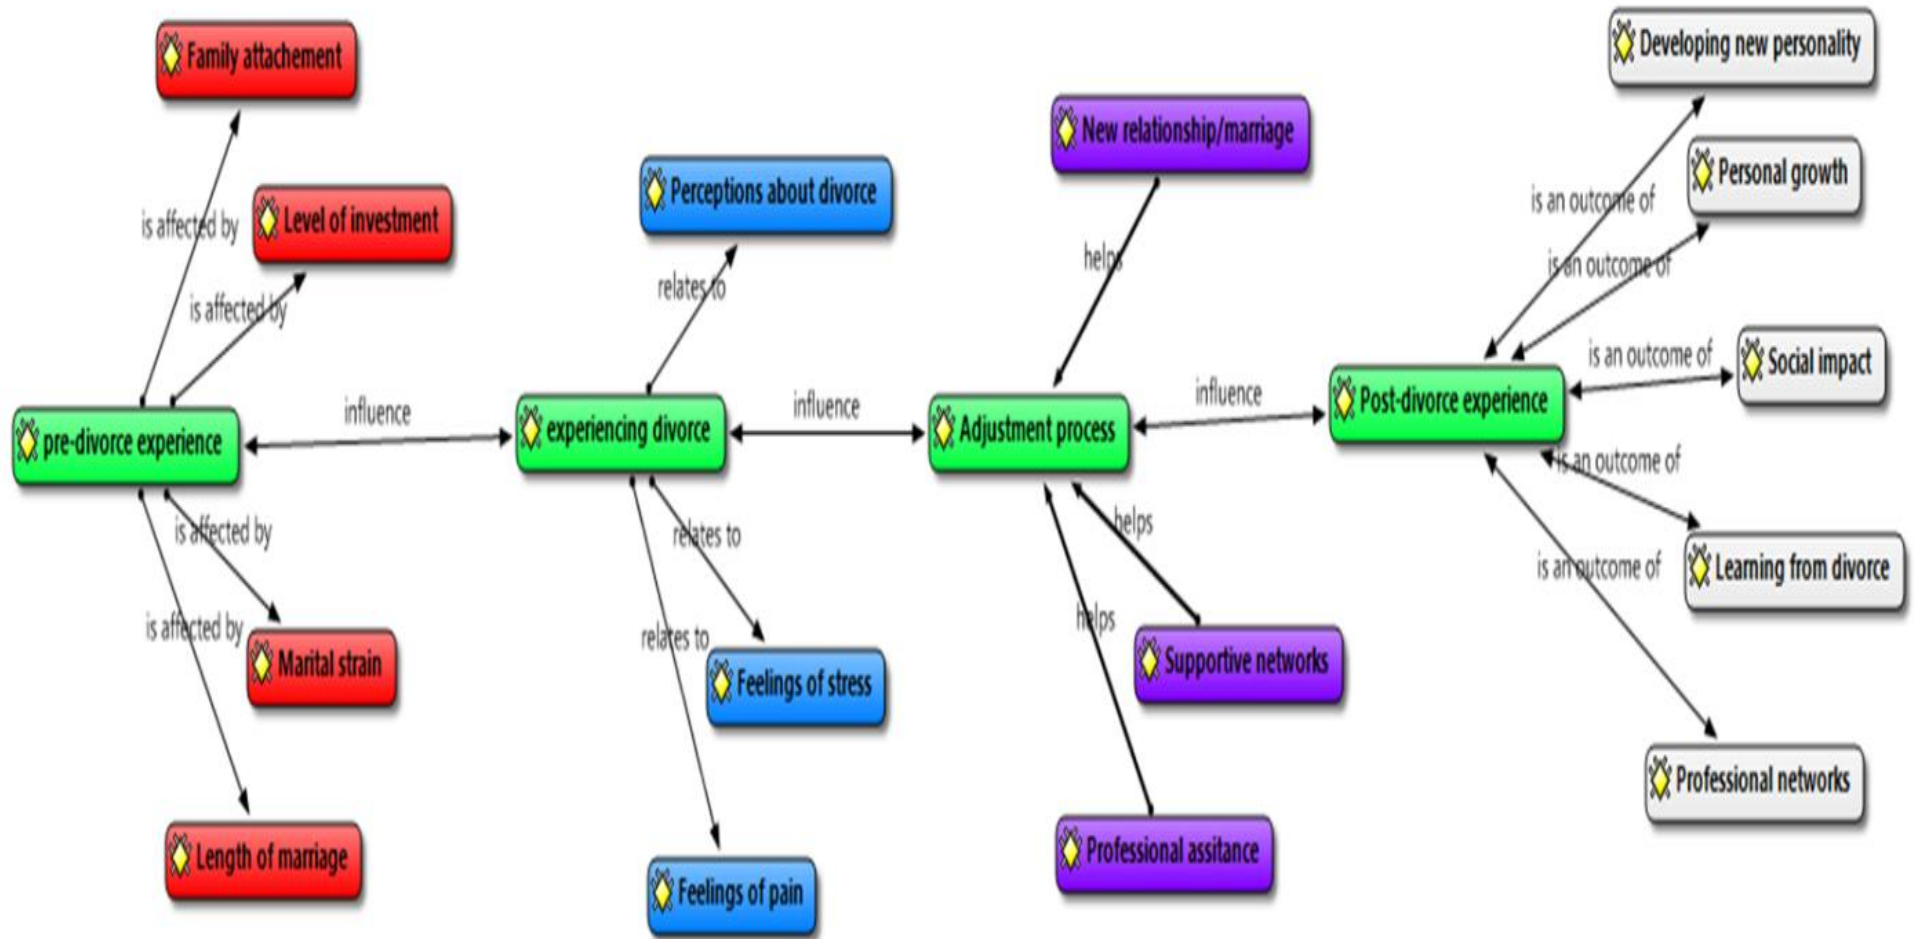 Family attachement
Level of investment
is affected by
is affected by
pre-divorce experience
is affected by
is affected by
Marital strain
Length of marriage
influence
Perceptions about divorce
relates to
experiencing divorce
relates to
relates to
Feelings of stress
Feelings of pain
influence
New relationship/marriage
helps
Adjustment process
helps
helps
Supportive networks
Professional assitance
influence
Developing new personality
Personal growth
is an outcome of
is an outcome of
is an outcome of
Social impact
Post-divorce experience
is an outcome of
is an outcome of
Learning from divorce
Professional networks